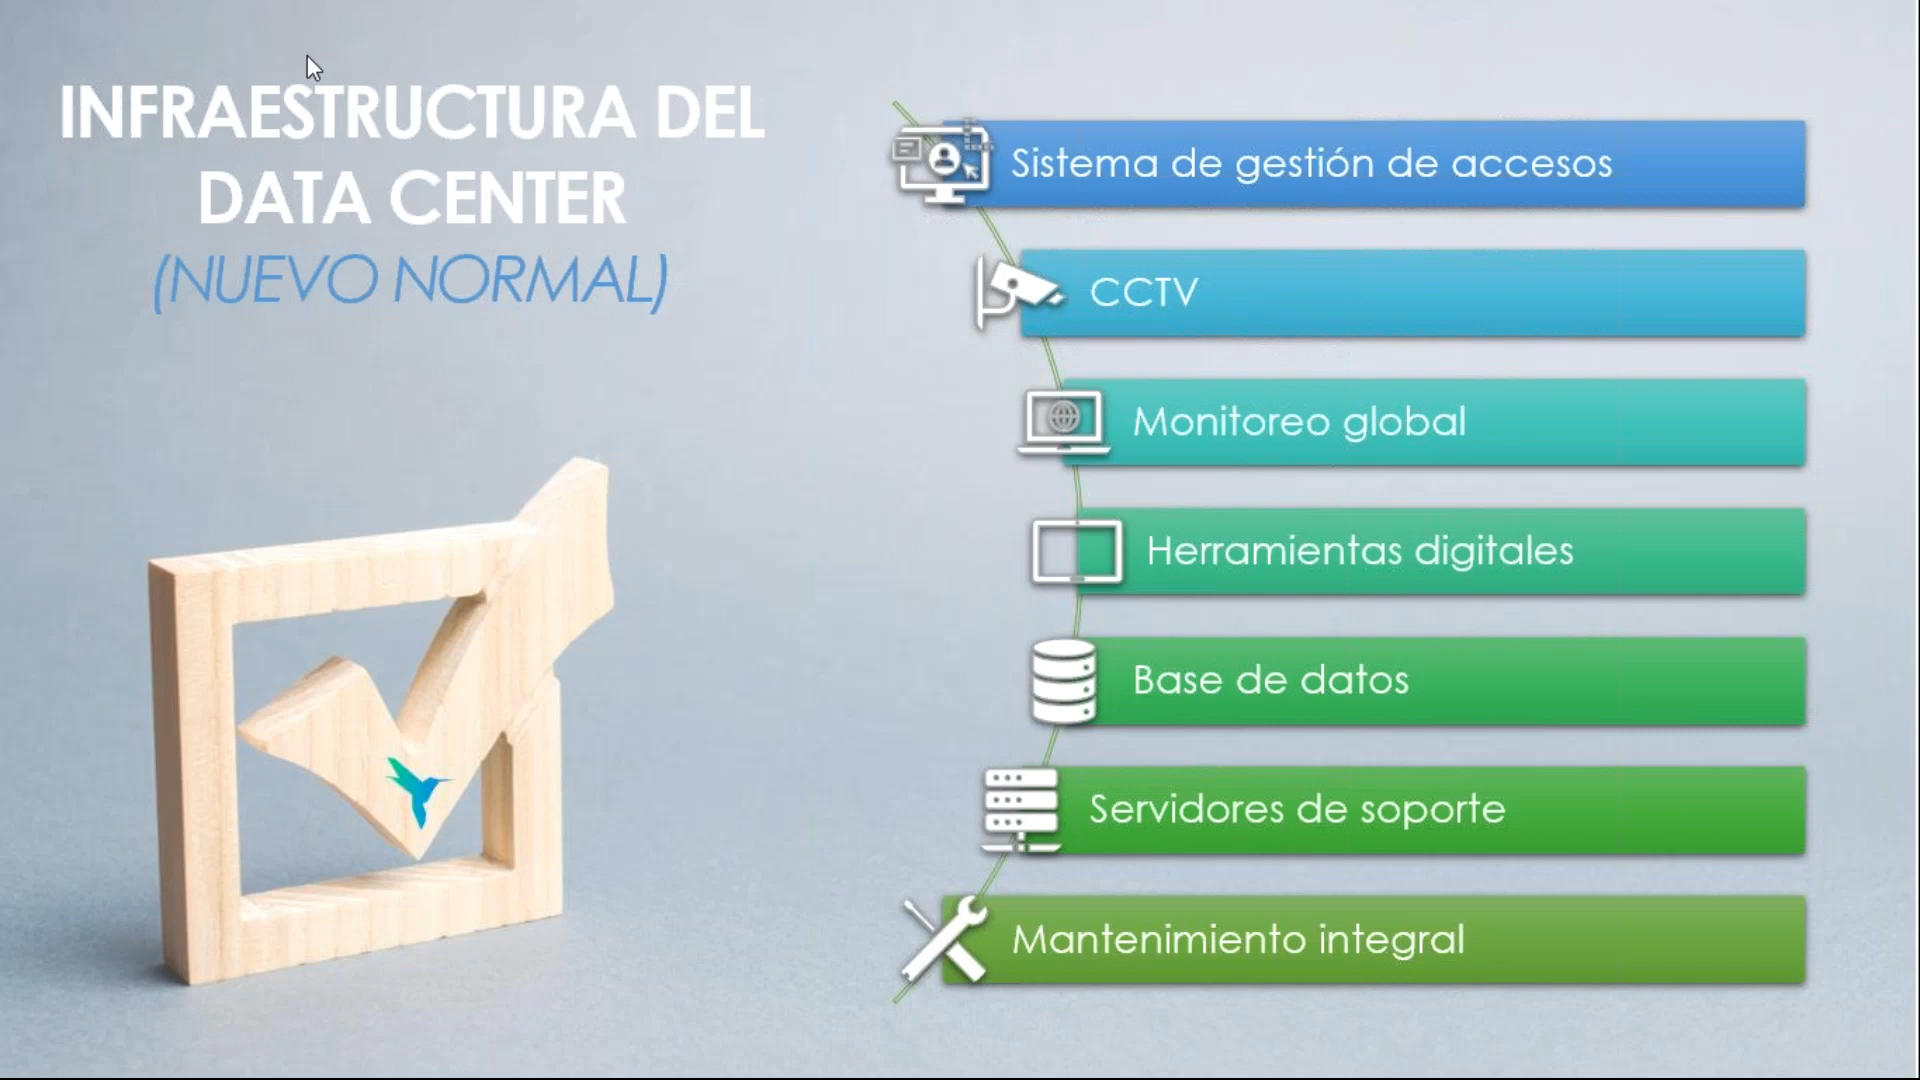 INFRAESTRUCTURA DEL
DATA CENTER
(NUEVO NORMAL)
Sistema de gestión de accesos
CCTV
Monitoreo global
Herramientas digitales
Base de datos
Servidores de soporte
Mantenimiento integral